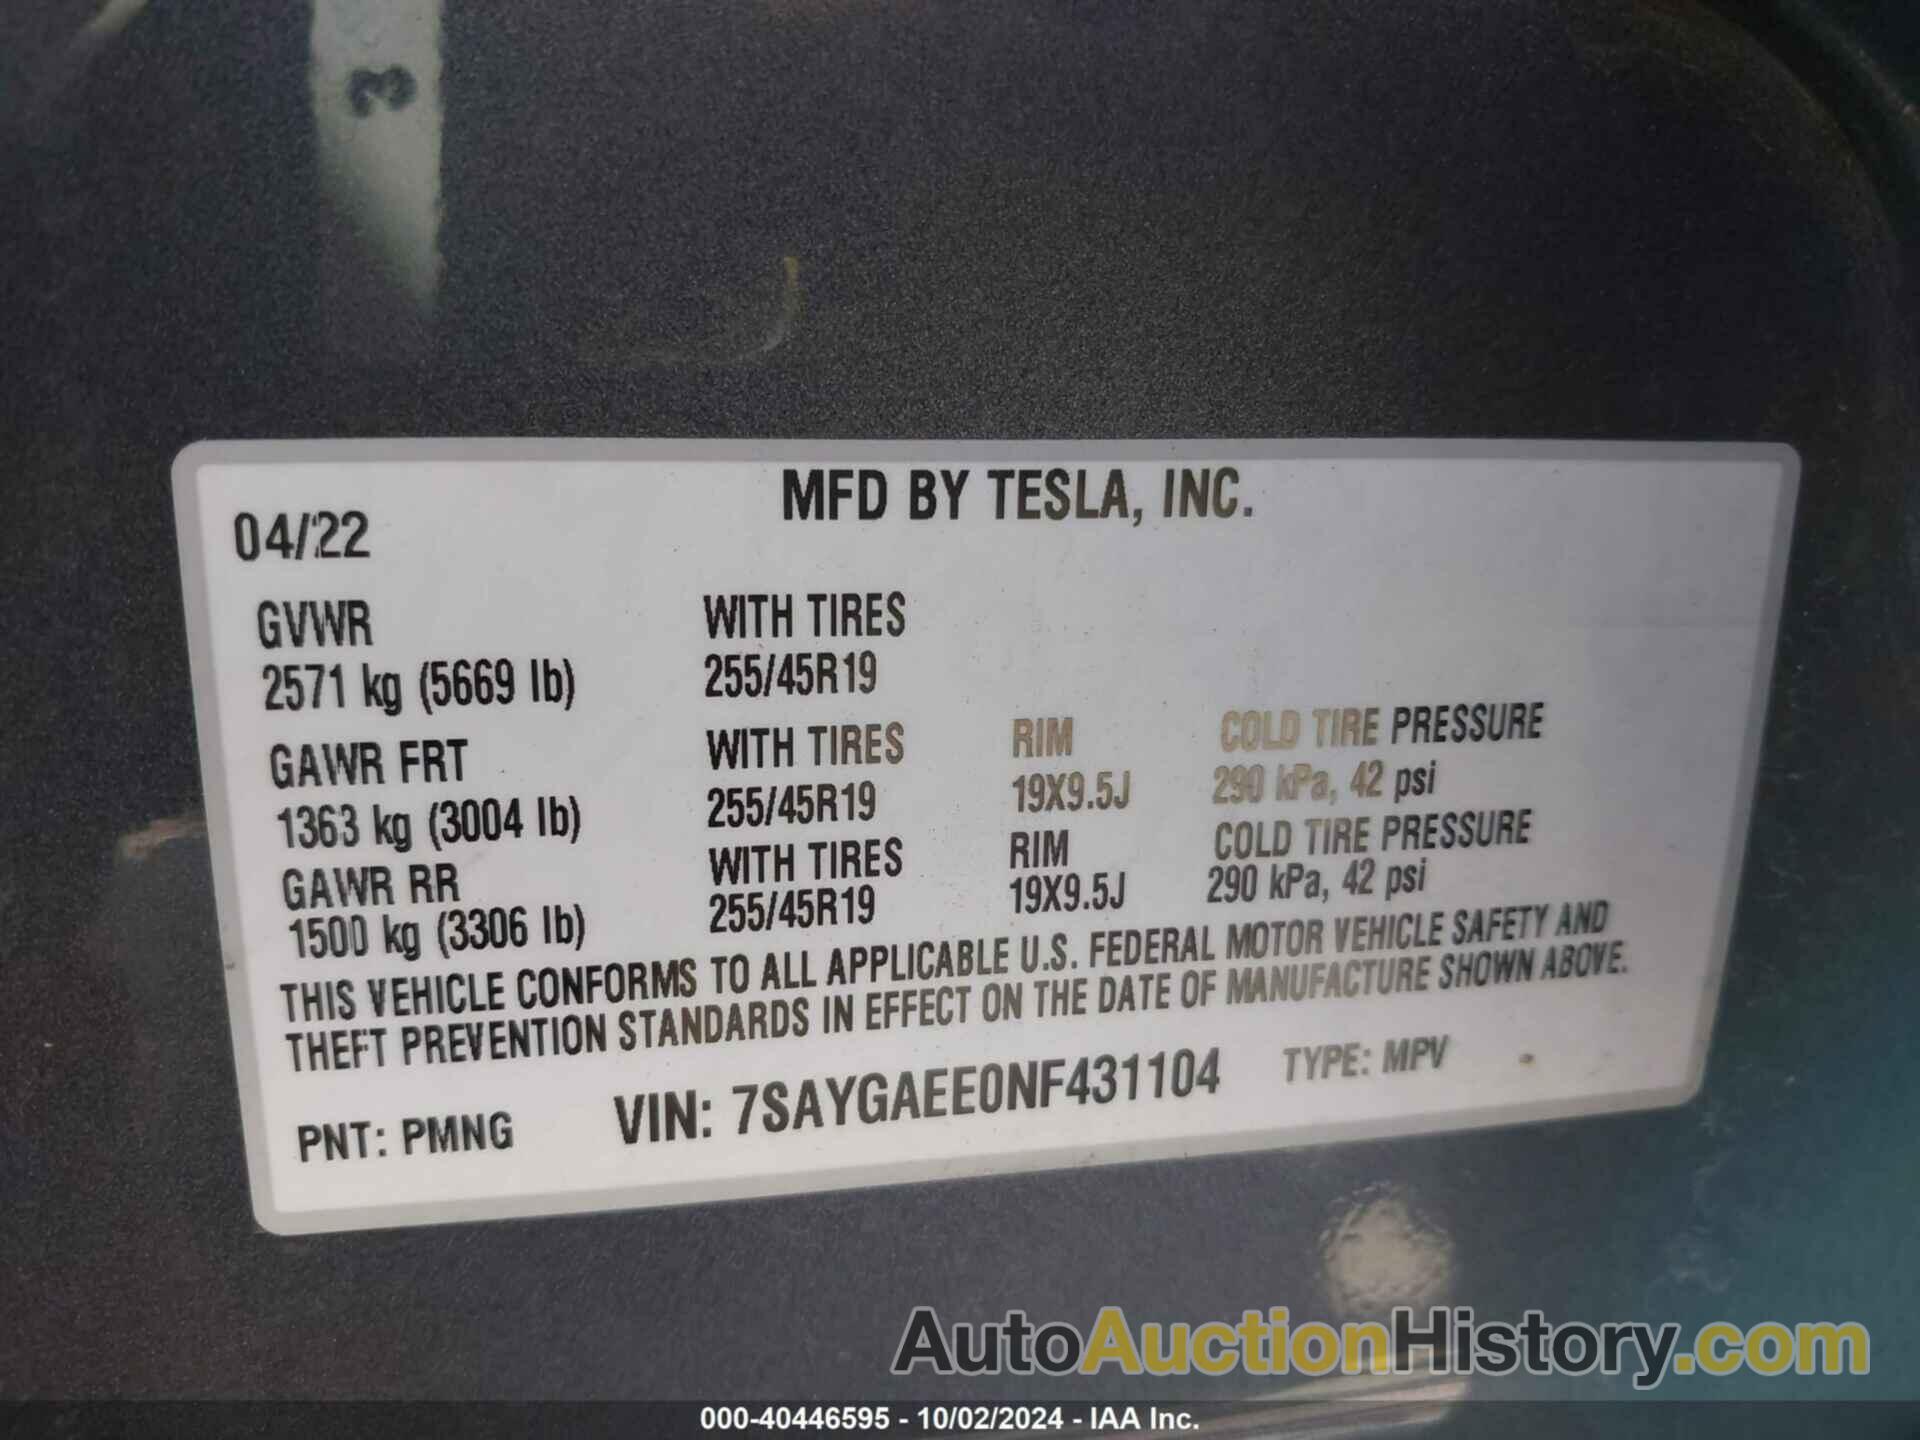 3
MFD BY TESLA, INC.
04/22
GVWR WITH TIRES
2571 kg (5669 lb) 255/45R19
GAWR FRT WITH TIRES RIM COLD TIRE PRESSURE
1363 kg (3004 lb) 255/45R19 19X9.5J 290 kPa, 42 psi
GAWR RR WITH TIRES RIM COLD TIRE PRESSURE
1500 kg (3306 lb) 255/45R19 19X9.5J 290 kPa, 42 psi
THIS VEHICLE CONFORMS TO ALL APPLICABLE U.S. FEDERAL MOTOR VEHICLE SAFETY AND
THEFT PREVENTION STANDARDS IN EFFECT ON THE DATE OF MANUFACTURE SHOWN ABOVE.
PNT: PMNG VIN: 7SAYGAEE0NF431104 TYPE: MPV
AutoAuctionHistory.com
000-40446595 - 10/02/2024 - IAA Inc.